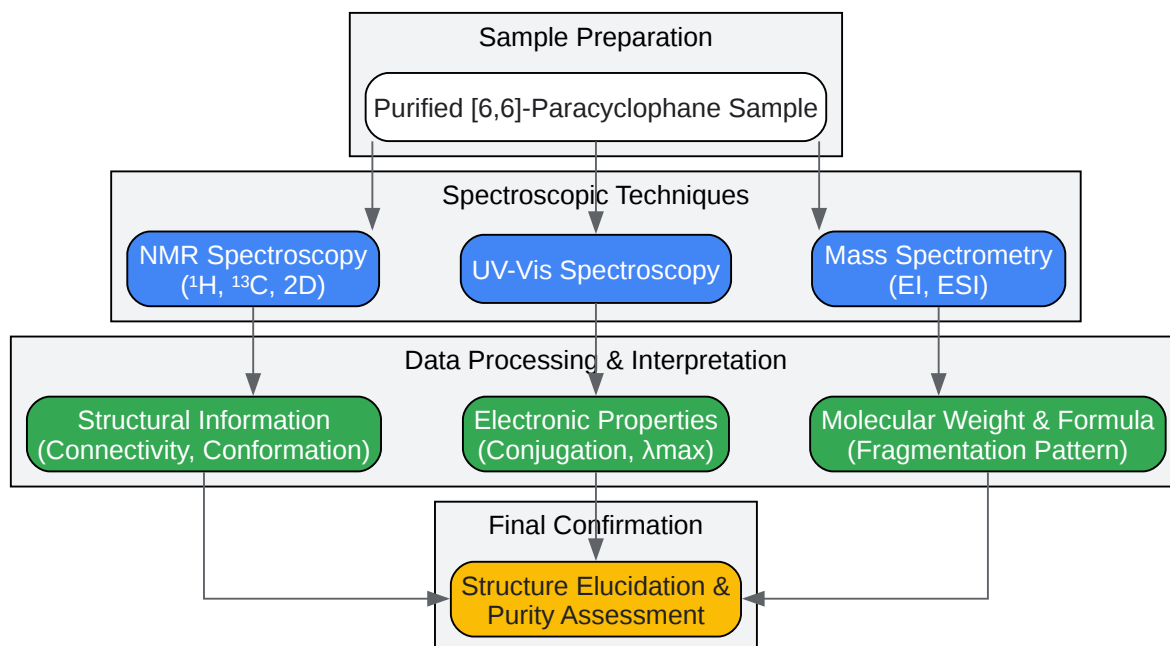 Sample Preparation
Purified [6,6]-Paracyclophane Sample
Spectroscopic Techniques
NMR Spectroscopy
(¹H, ¹³C, 2D)
UV-Vis Spectroscopy
Mass Spectrometry
(EI, ESI)
Data Processing & Interpretation
Structural Information
(Connectivity, Conformation)
Electronic Properties
(Conjugation, λmax)
Molecular Weight & Formula
(Fragmentation Pattern)
Final Confirmation
Structure Elucidation &
Purity Assessment